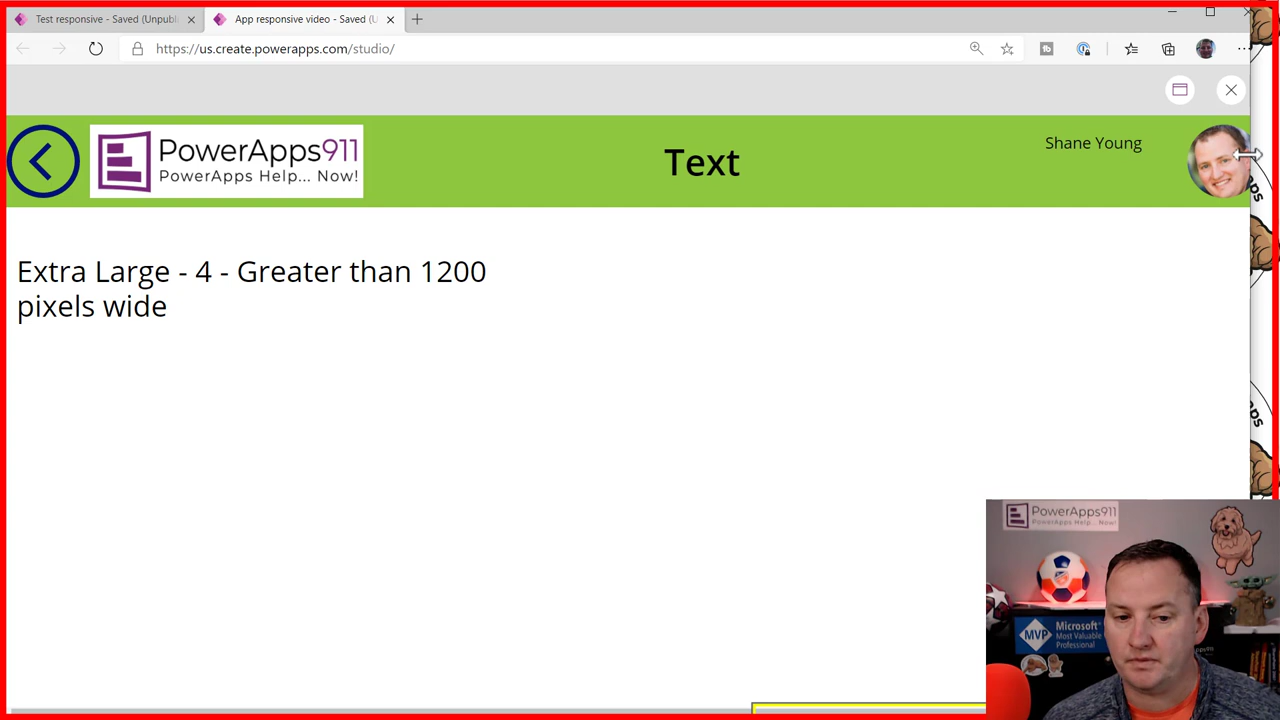 Test responsive - Saved (Unpubli
App responsive video - Saved (U
https://us.create.powerapps.com/studio/
PowerApps911
PowerApps Help... Now!
Text
Shane Young
Extra Large - 4 - Greater than 1200
pixels wide
PowerApps911
PowerApps Help... Now!
MVP
Microsoft
Most Valuable
Professional